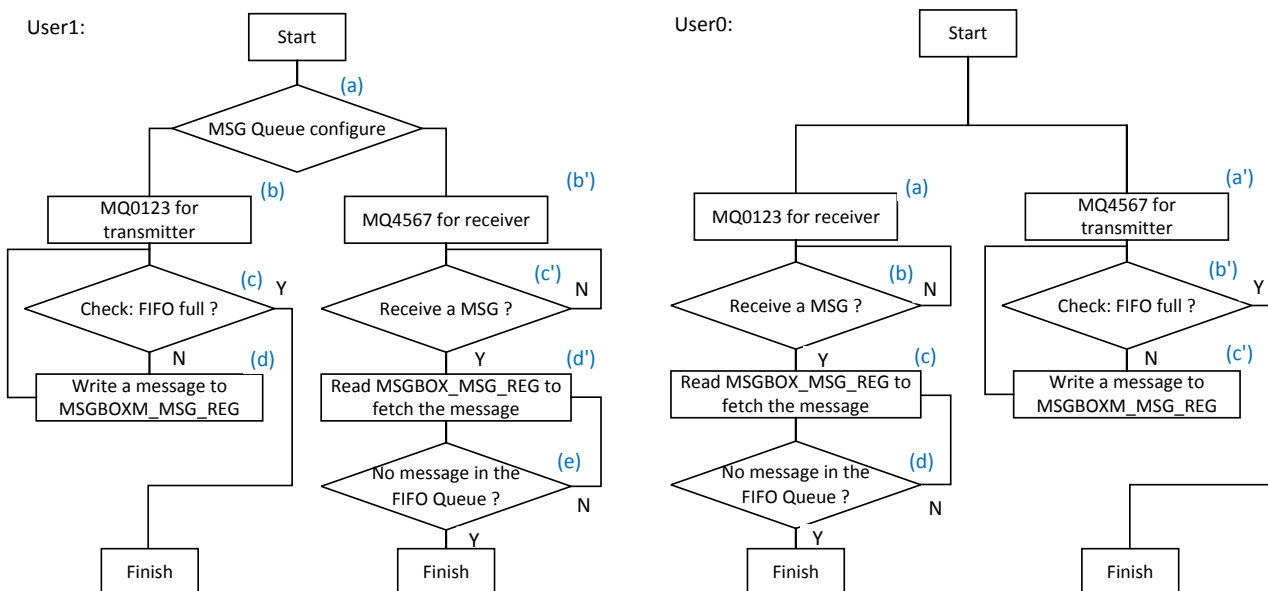 User1:
Start
(a)
MSG Queue configure
(b)
MQ0123 for
transmitter
(c)
Y
Check: FIFO full ?
N
(d)
Write a message to
MSGBOXM_MSG_REG
Finish
(b')
MQ4567 for receiver
(c')
N
Receive a MSG ?
Y
(d')
Read MSGBOX_MSG_REG to
fetch the message
(e)
No message in the
FIFO Queue ?
N
Y
Finish
User0:
Start
(a)
MQ0123 for receiver
(b)
N
Receive a MSG ?
Y
(c)
Read MSGBOX_MSG_REG to
fetch the message
(d)
No message in the
FIFO Queue ?
N
Y
Finish
(a')
MQ4567 for
transmitter
(b')
Y
Check: FIFO full ?
N
(c')
Write a message to
MSGBOXM_MSG_REG
Finish